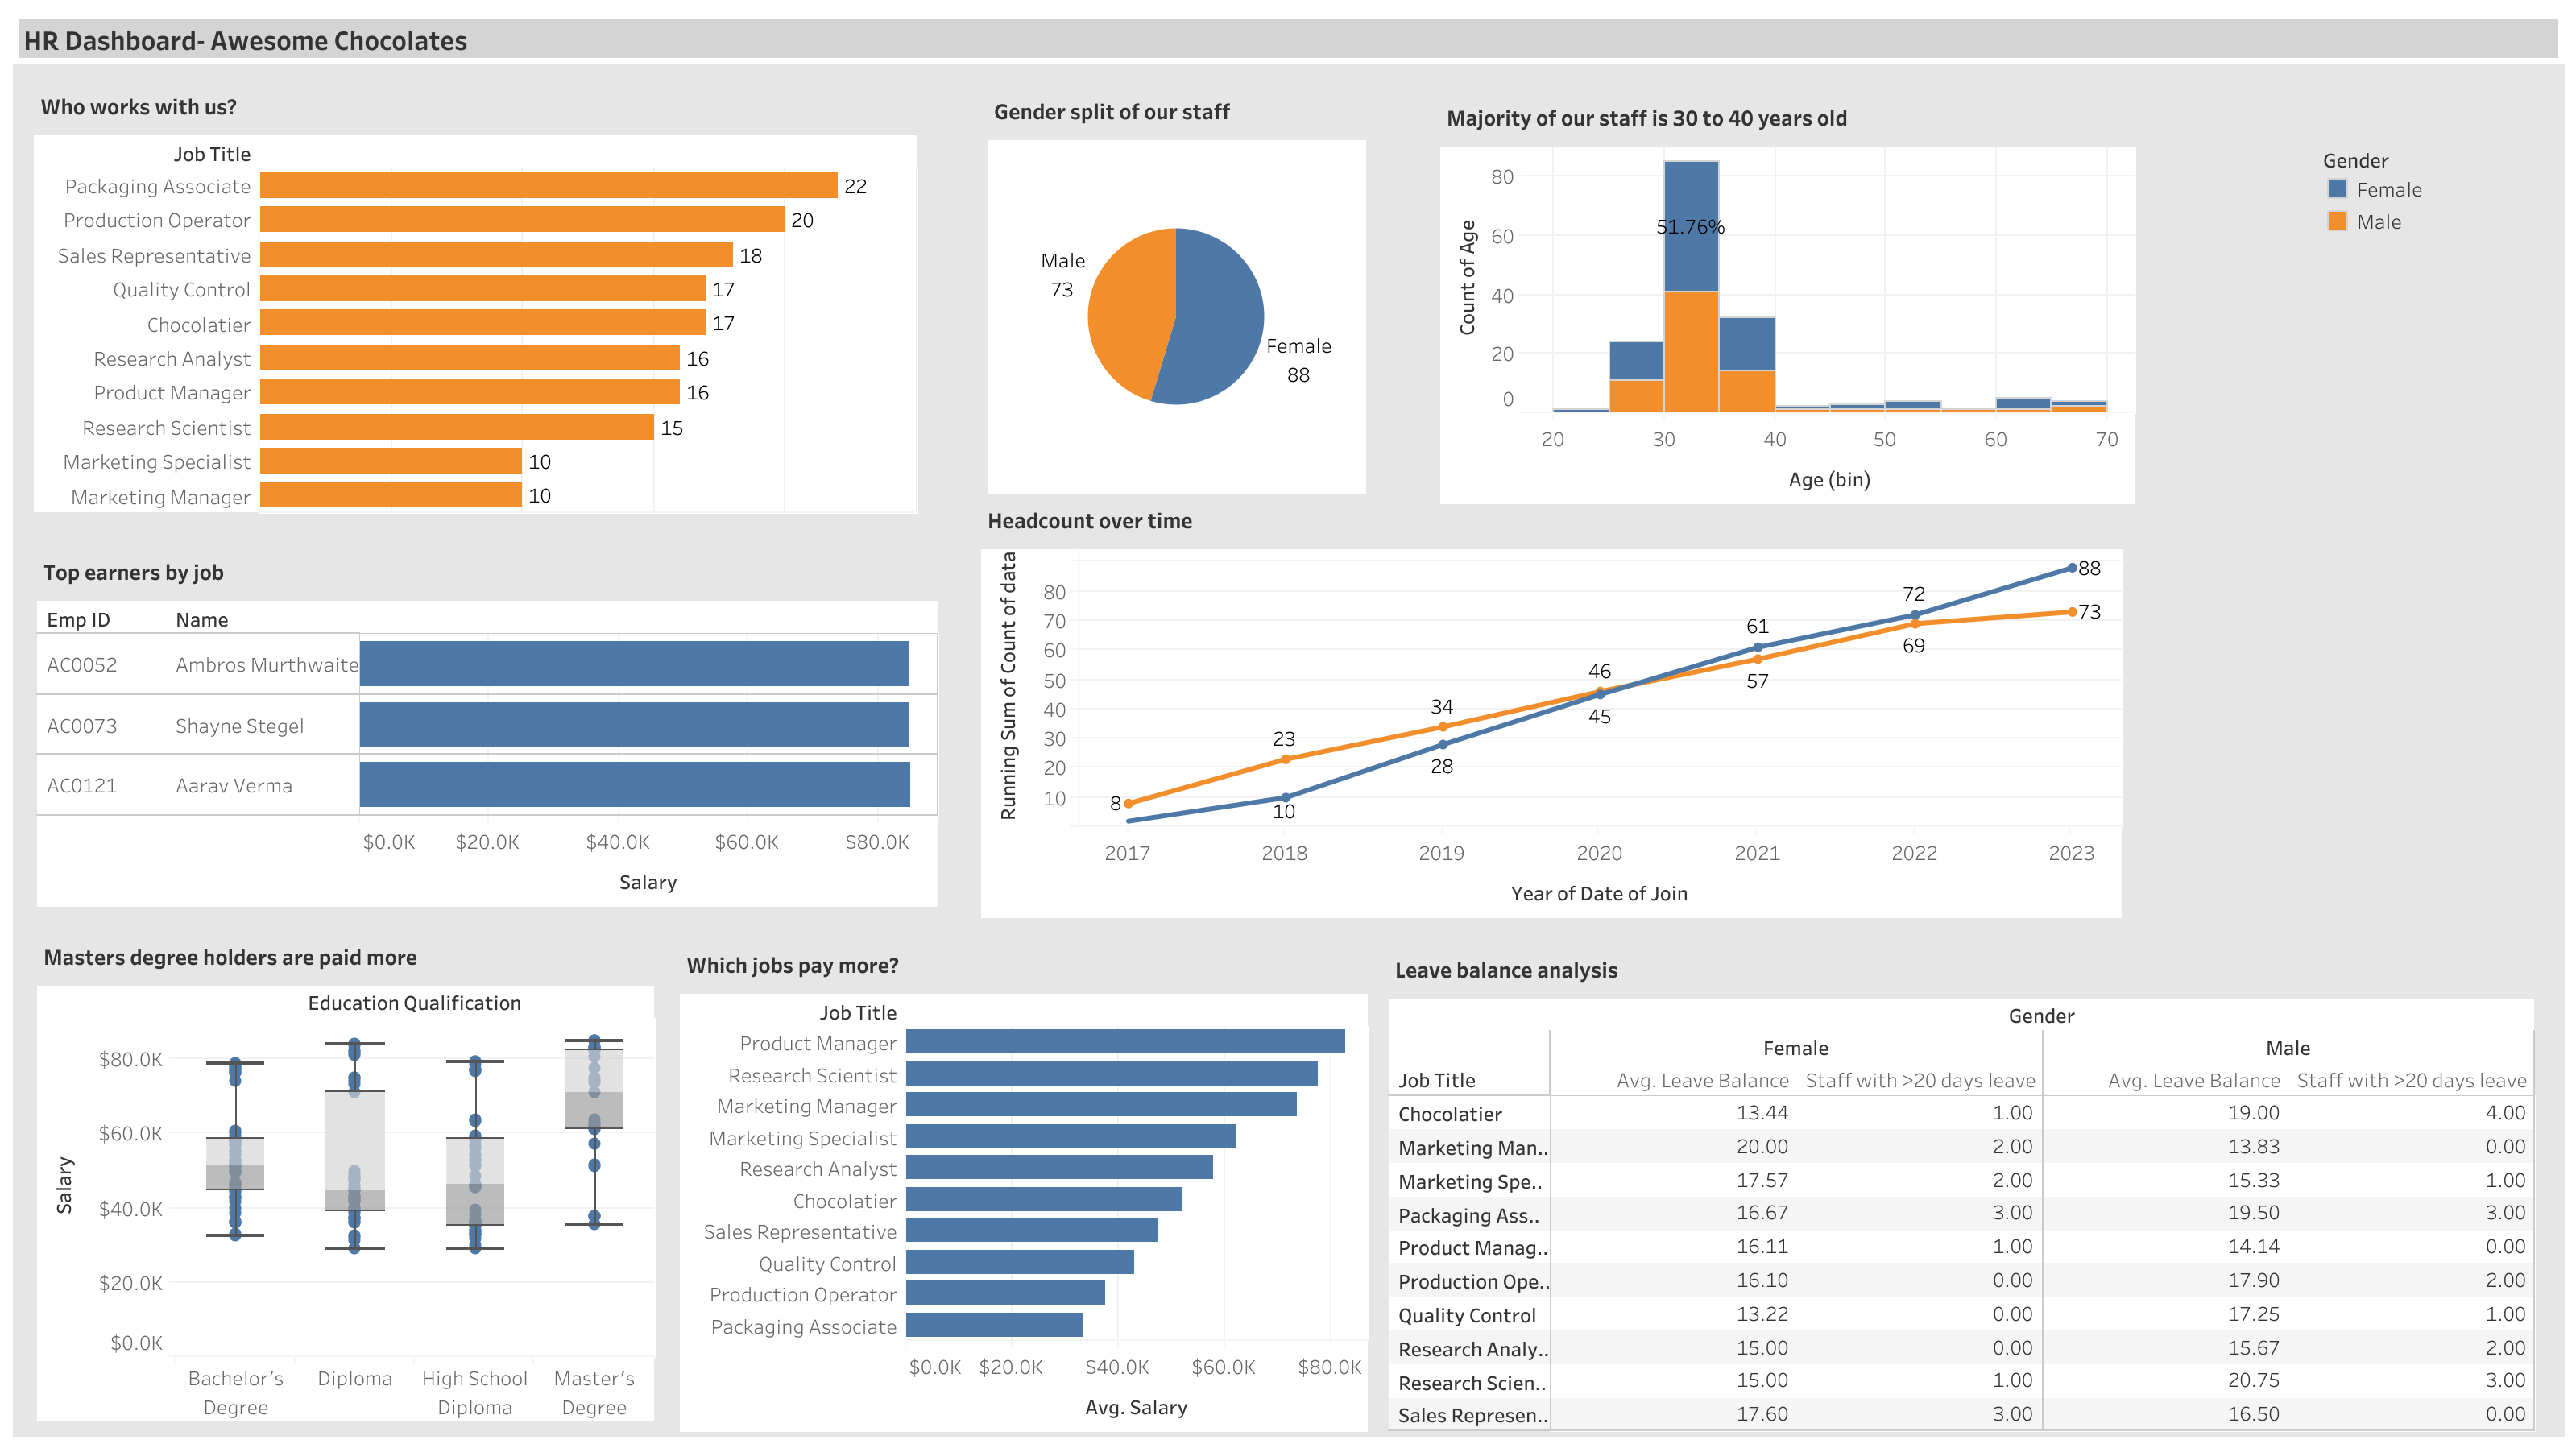 HR Dashboard- Awesome Chocolates
Who works with us?
Job Title
Packaging Associate 22
Production Operator 20
Sales Representative 18
Quality Control 17
Chocolatier 17
Research Analyst 16
Product Manager 16
Research Scientist 15
Marketing Specialist 10
Marketing Manager 10
Gender split of our staff
Male
73
Female
88
Majority of our staff is 30 to 40 years old
Count of Age
80
60
40
20
0
51.76%
20 30 40 50 60 70
Age (bin)
Gender
Female
Male
Top earners by job
Emp ID Name
AC0052 Ambros Murthwaite
AC0073 Shayne Stegel
AC0121 Aarav Verma
$0.0K $20.0K $40.0K $60.0K $80.0K
Salary
Headcount over time
Running Sum of Count of data
80
70
60
50
40
30
20
10
8
23
10
34
28
46
45
61
57
72
69
88
73
2017 2018 2019 2020 2021 2022 2023
Year of Date of Join
Masters degree holders are paid more
Education Qualification
Salary
$80.0K
$60.0K
$40.0K
$20.0K
$0.0K
Bachelor's Diploma High School Master's
Degree Diploma Degree
Which jobs pay more?
Job Title
Product Manager
Research Scientist
Marketing Manager
Marketing Specialist
Research Analyst
Chocolatier
Sales Representative
Quality Control
Production Operator
Packaging Associate
$0.0K $20.0K $40.0K $60.0K $80.0K
Avg. Salary
Leave balance analysis
Gender
Female Male
Job Title Avg. Leave Balance Staff with >20 days leave Avg. Leave Balance Staff with >20 days leave
Chocolatier 13.44 1.00 19.00 4.00
Marketing Man.. 20.00 2.00 13.83 0.00
Marketing Spe.. 17.57 2.00 15.33 1.00
Packaging Ass.. 16.67 3.00 19.50 3.00
Product Manag.. 16.11 1.00 14.14 0.00
Production Ope.. 16.10 0.00 17.90 2.00
Quality Control 13.22 0.00 17.25 1.00
Research Analy.. 15.00 0.00 15.67 2.00
Research Scien.. 15.00 1.00 20.75 3.00
Sales Represen.. 17.60 3.00 16.50 0.00